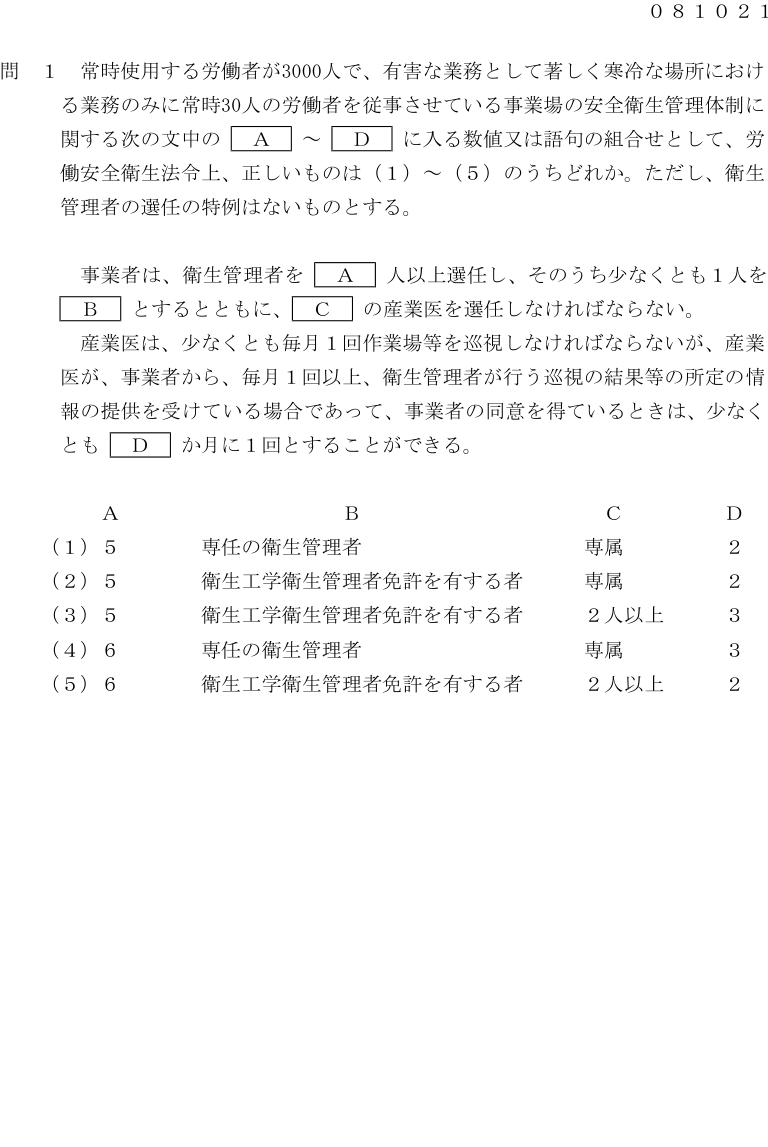 ０８１０２１
問　１　常時使用する労働者が3000人で、有害な業務として著しく寒冷な場所におけ
る業務のみに常時30人の労働者を従事させている事業場の安全衛生管理体制に
関する次の文中の　Ａ　～　Ｄ　に入る数値又は語句の組合せとして、労
働安全衛生法令上、正しいものは（１）～（５）のうちどれか。ただし、衛生
管理者の選任の特例はないものとする。
事業者は、衛生管理者を　Ａ　人以上選任し、そのうち少なくとも１人を
Ｂ　とするとともに、　Ｃ　の産業医を選任しなければならない。
産業医は、少なくとも毎月１回作業場等を巡視しなければならないが、産業
医が、事業者から、毎月１回以上、衛生管理者が行う巡視の結果等の所定の情
報の提供を受けている場合であって、事業者の同意を得ているときは、少なく
とも　Ｄ　か月に１回とすることができる。
Ａ　Ｂ　Ｃ　Ｄ
（１）５　専任の衛生管理者　専属　２
（２）５　衛生工学衛生管理者免許を有する者　専属　２
（３）５　衛生工学衛生管理者免許を有する者　２人以上　３
（４）６　専任の衛生管理者　専属　３
（５）６　衛生工学衛生管理者免許を有する者　２人以上　２